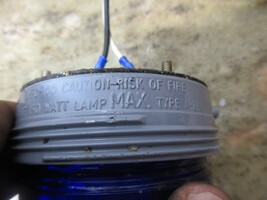 CAUTION-RISK OF FIRE
WATT LAMP MAX. TYPE